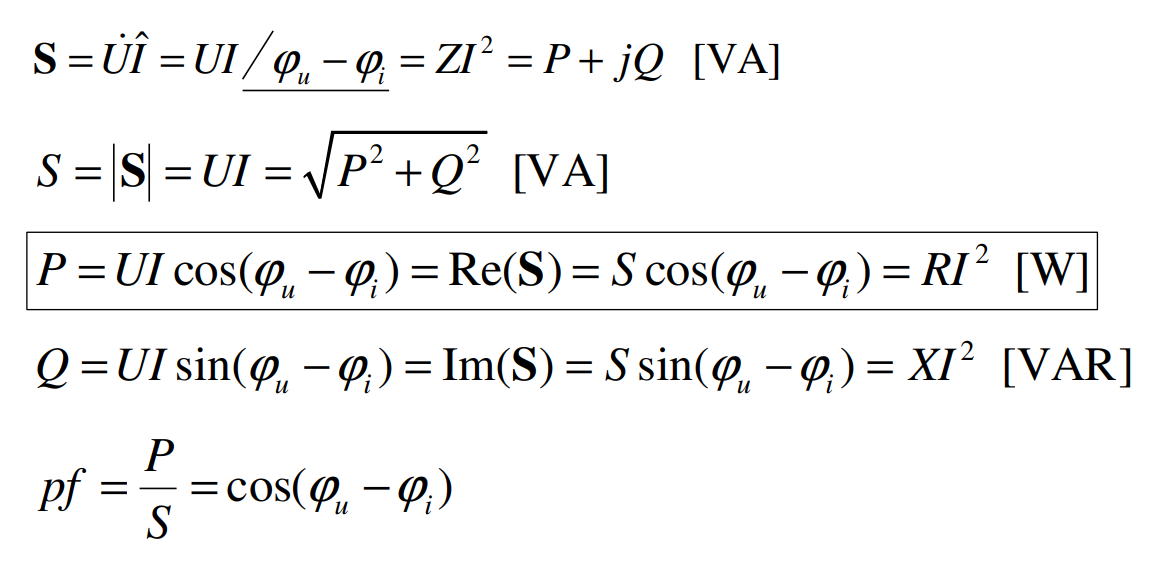 𝐒 = U̇Î = UI∠φᵤ − φᵢ = ZI² = P + jQ [VA]
S = |𝐒| = UI = √(P² + Q²) [VA]
P = UI cos(φᵤ − φᵢ) = Re(𝐒) = S cos(φᵤ − φᵢ) = RI² [W]
Q = UI sin(φᵤ − φᵢ) = Im(𝐒) = S sin(φᵤ − φᵢ) = XI² [VAR]
pf = P/S = cos(φᵤ − φᵢ)